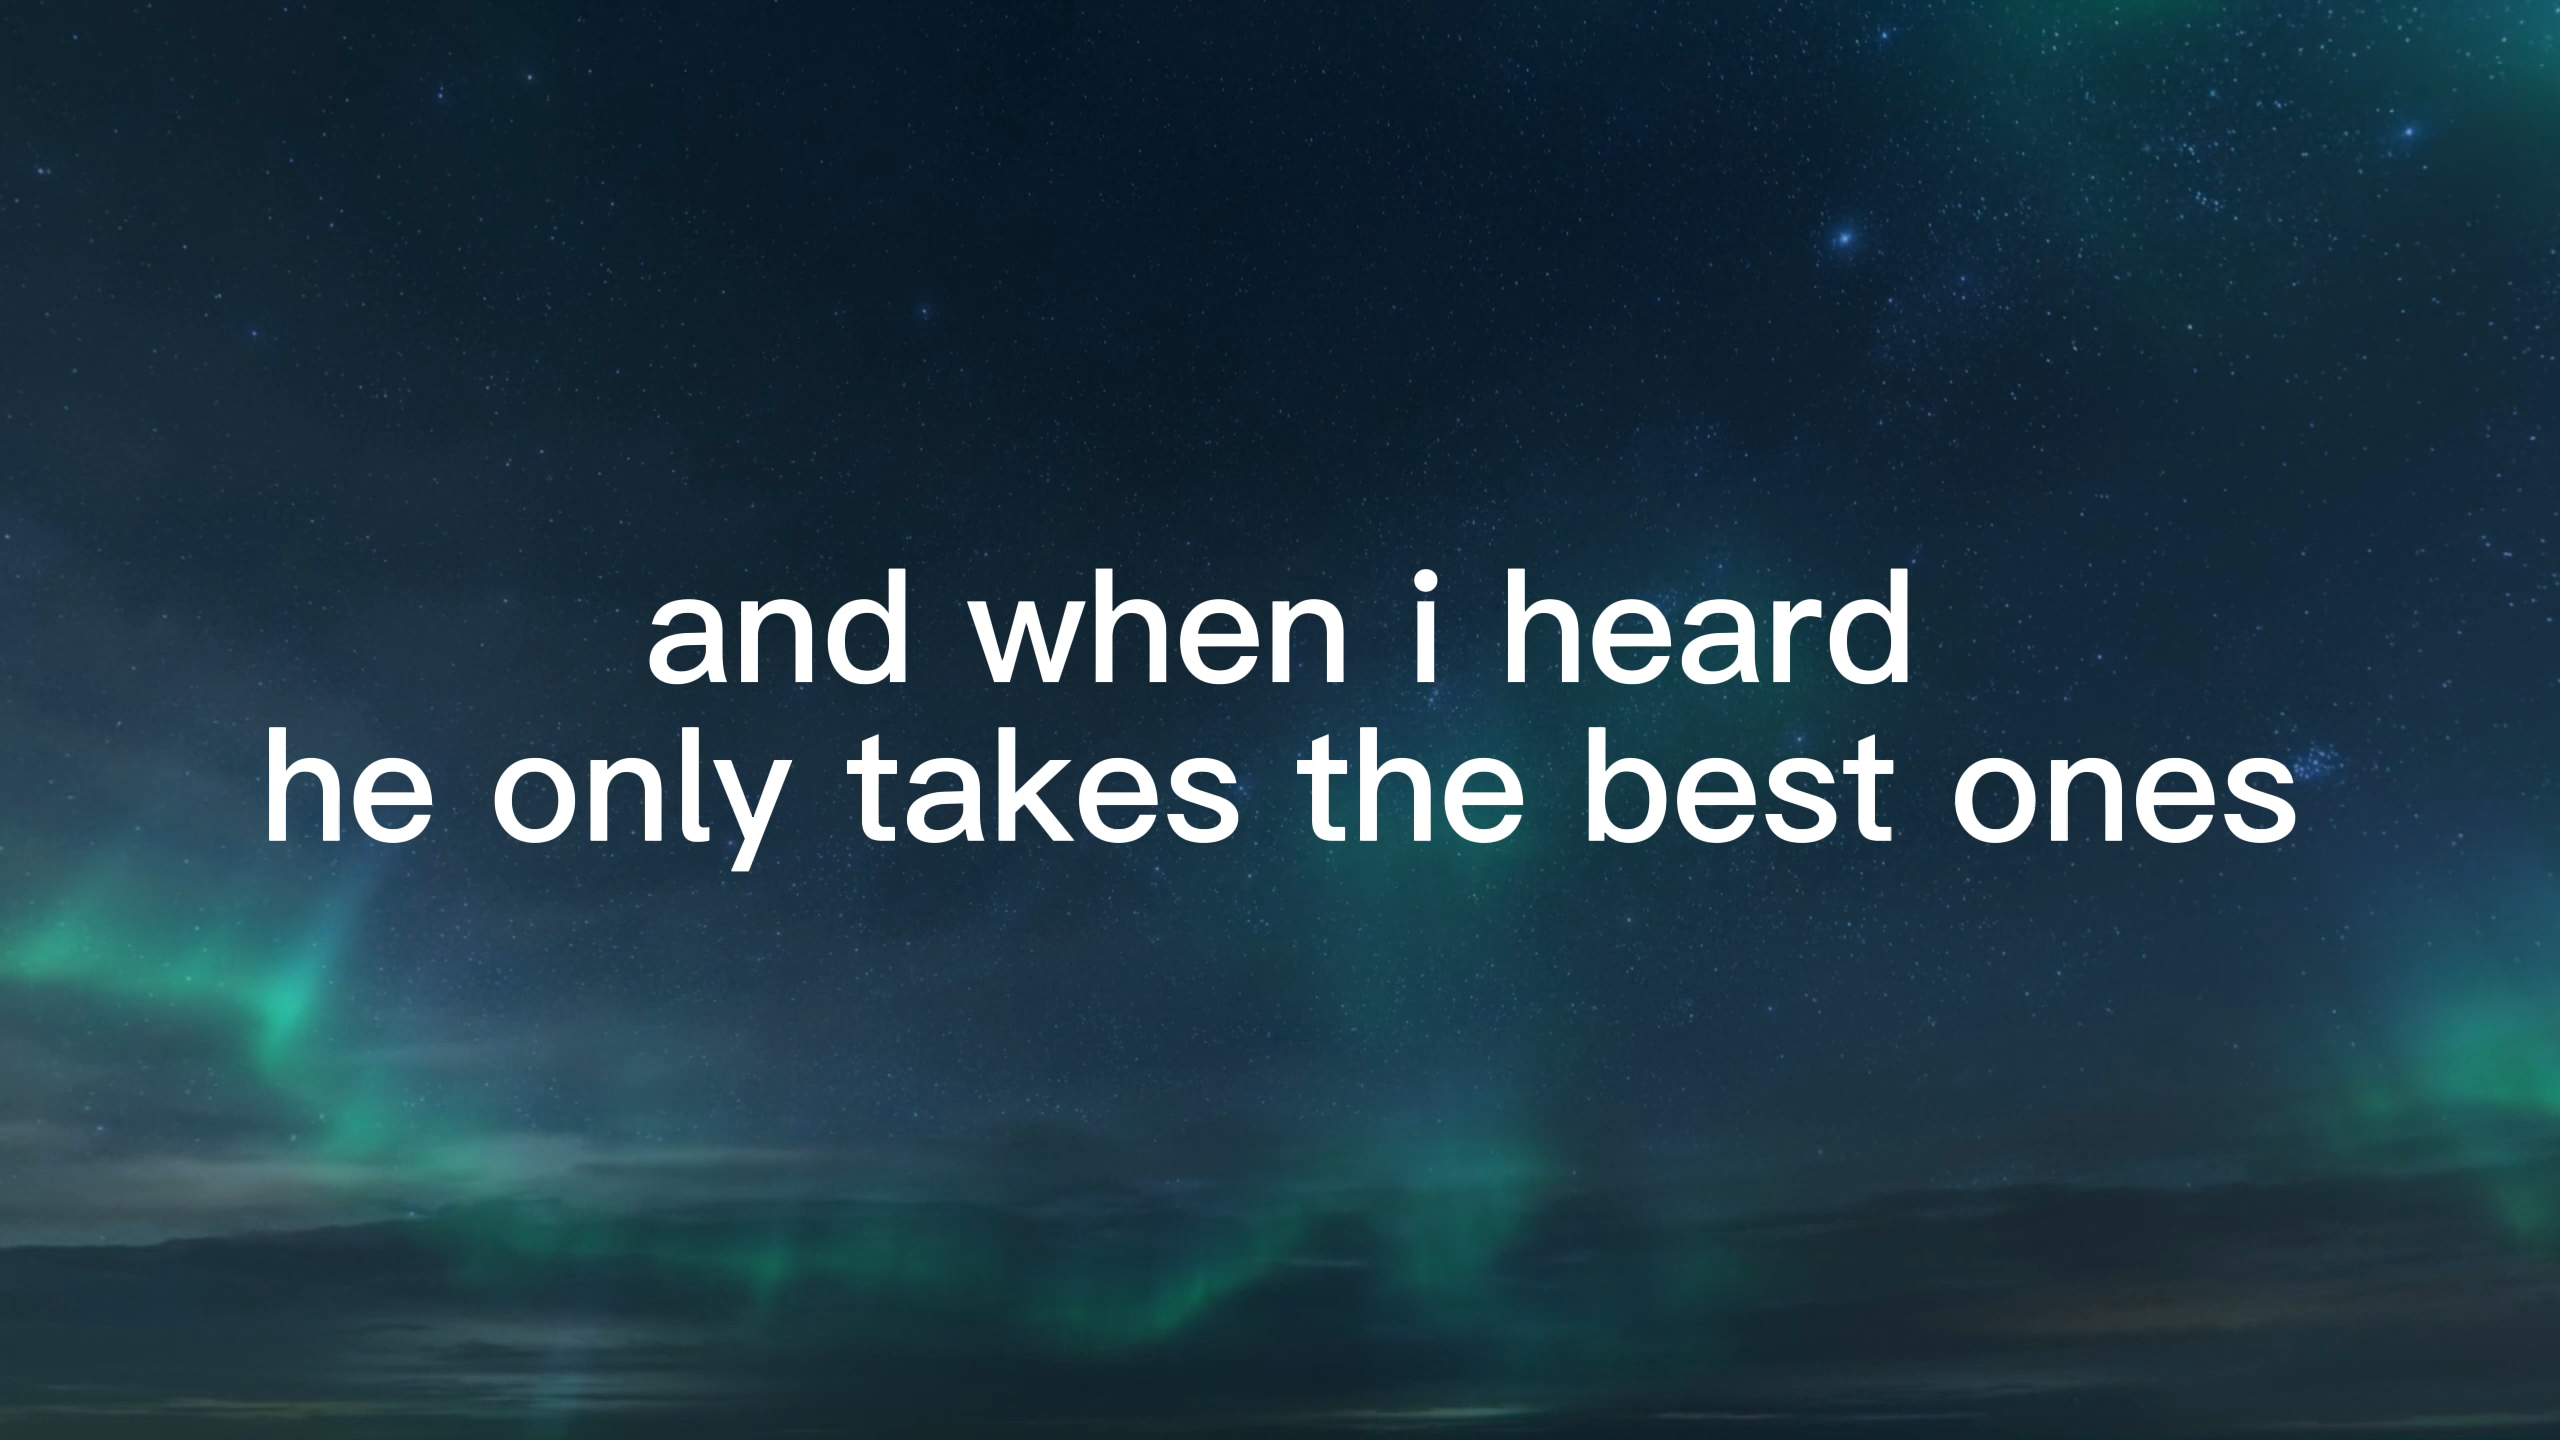 and when i heard
he only takes the best ones